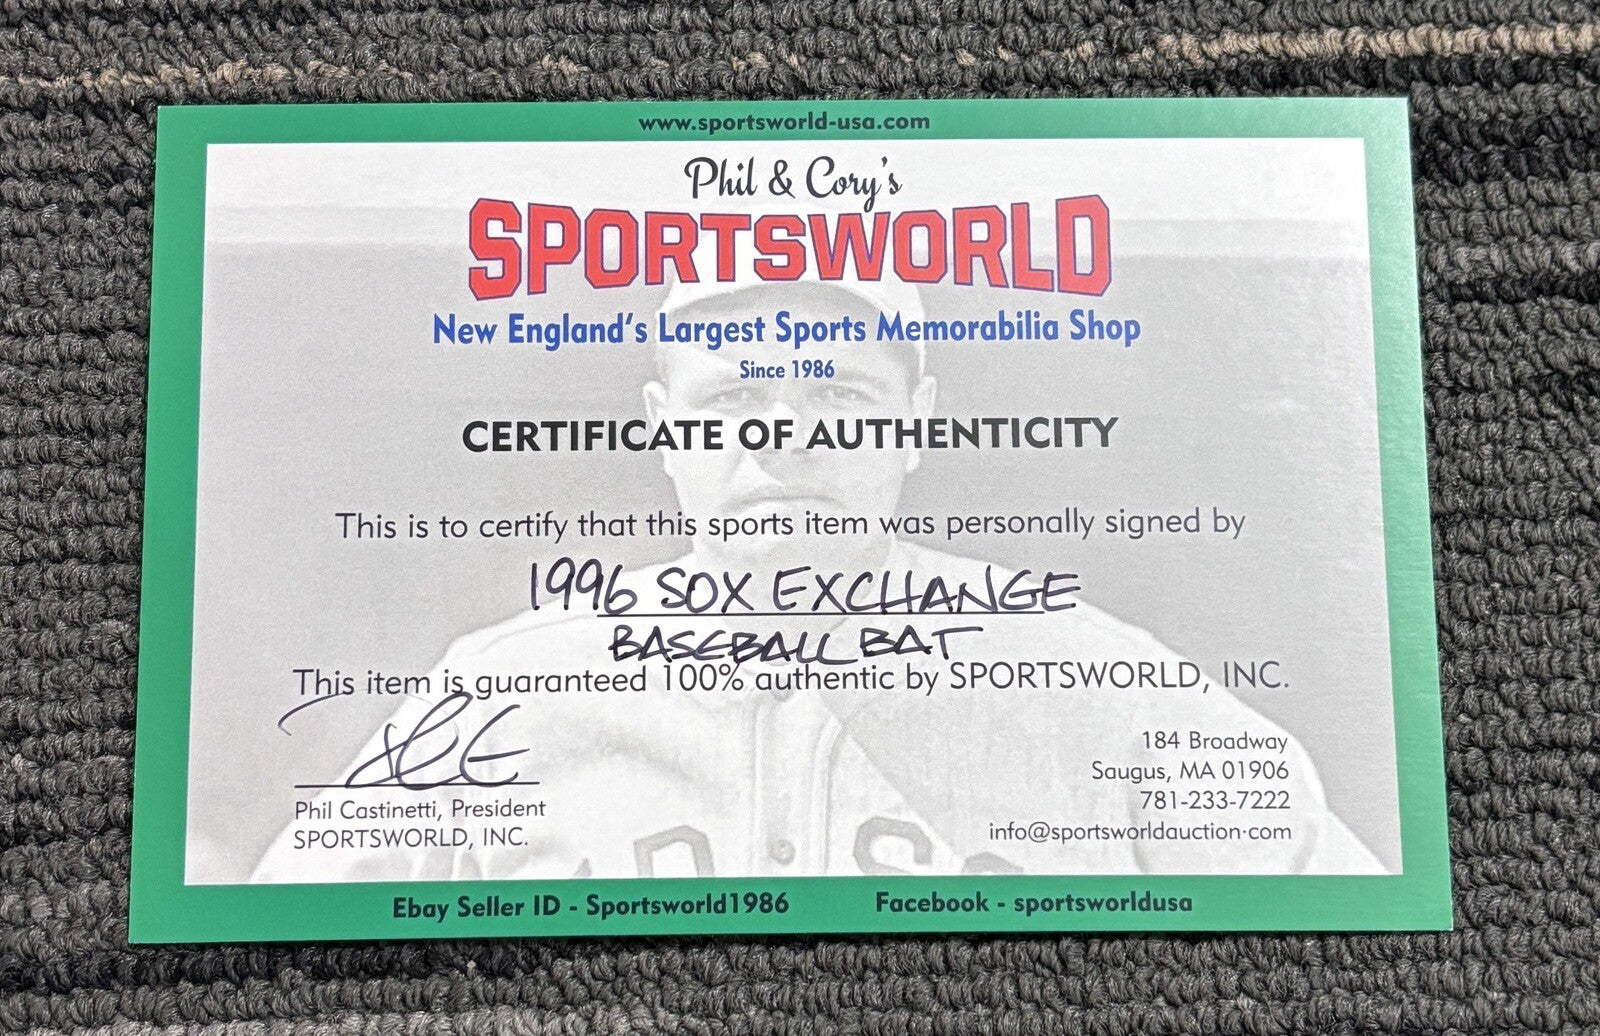 www.sportsworld-usa.com
Phil & Cory's
SPORTSWORLD
New England's Largest Sports Memorabilia Shop
Since 1986
CERTIFICATE OF AUTHENTICITY
This is to certify that this sports item was personally signed by
1996 SOX EXCHANGE
BASEBALL BAT
This item is guaranteed 100% authentic by SPORTSWORLD, INC.
Phil Castinetti, President
SPORTSWORLD, INC.
184 Broadway
Saugus, MA 01906
781-233-7222
info@sportsworldauction·com
Ebay Seller ID - Sportsworld1986
Facebook - sportsworldusa